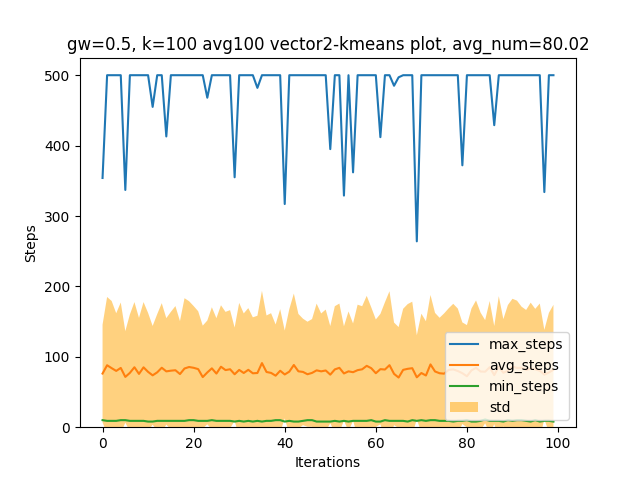 gw=0.5, k=100 avg100 vector2-kmeans plot, avg_num=80.02
500
400
300
200
100
0
Steps
0 20 40 60 80 100
Iterations
max_steps
avg_steps
min_steps
std